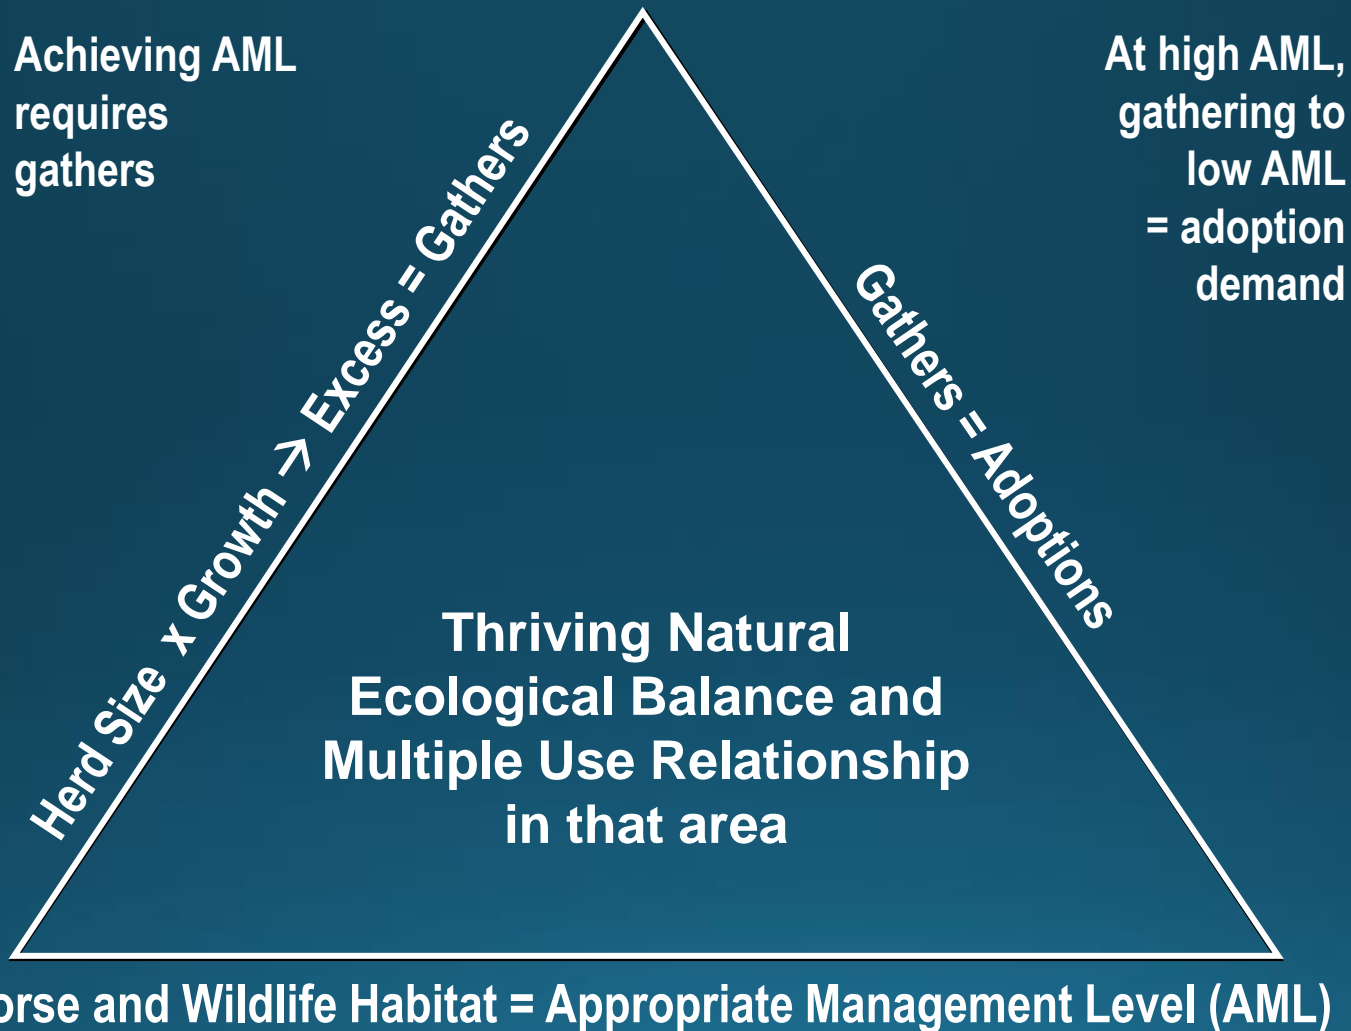 Achieving AML
requires
gathers
At high AML,
gathering to
low AML
= adoption
demand
Herd Size x Growth → Excess = Gathers
Gathers = Adoptions
Thriving Natural
Ecological Balance and
Multiple Use Relationship
in that area
orse and Wildlife Habitat = Appropriate Management Level (AML)